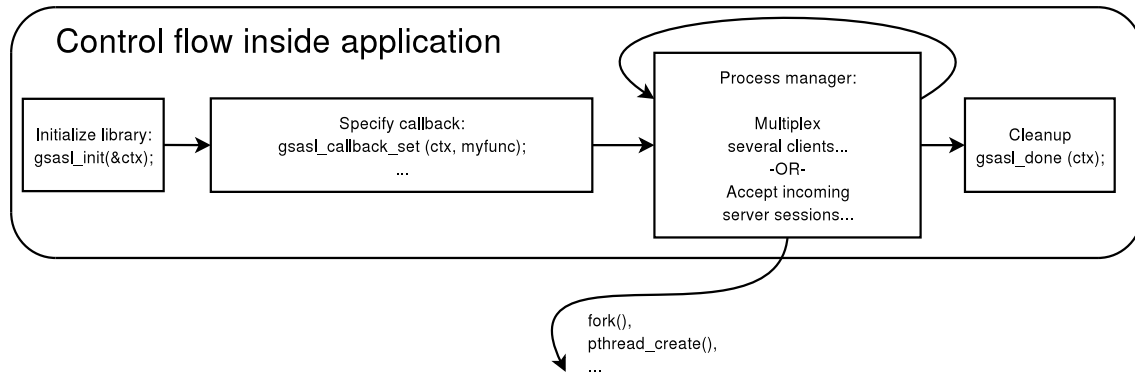 Control flow inside application
Initialize library:
gsasl_init(&ctx);
Specify callback:
gsasl_callback_set (ctx, myfunc);
...
Process manager:
Multiplex
several clients...
-OR-
Accept incoming
server sessions...
Cleanup
gsasl_done (ctx);
fork(),
pthread_create(),
...